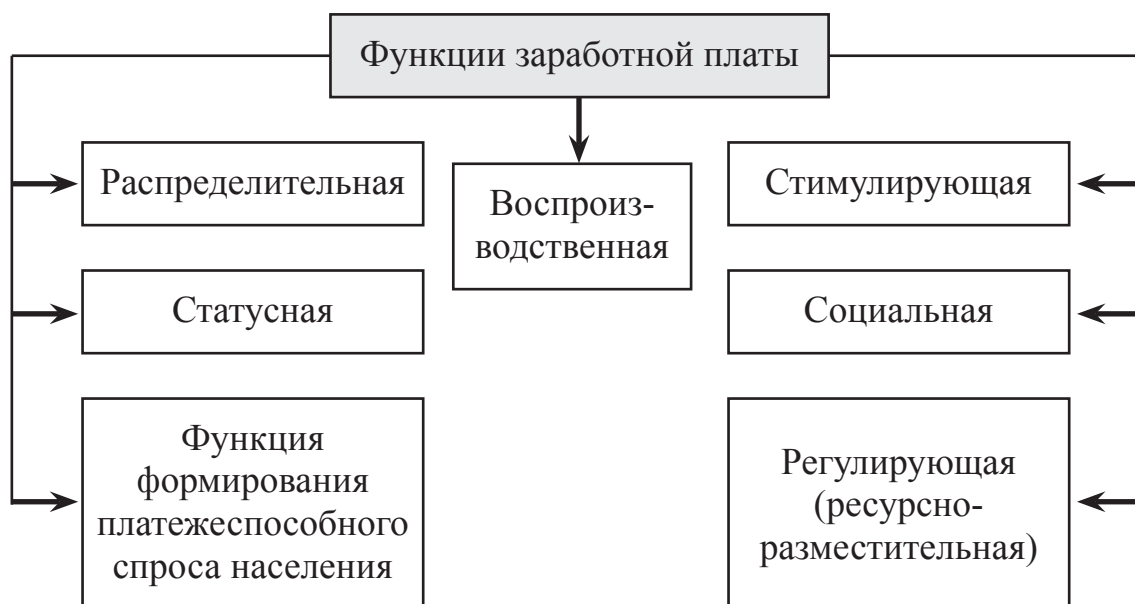 Функции заработной платы
Распределительная
Воспроиз-
водственная
Стимулирующая
Статусная
Социальная
Функция
формирования
платежеспособного
спроса населения
Регулирующая
(ресурсно-
разместительная)